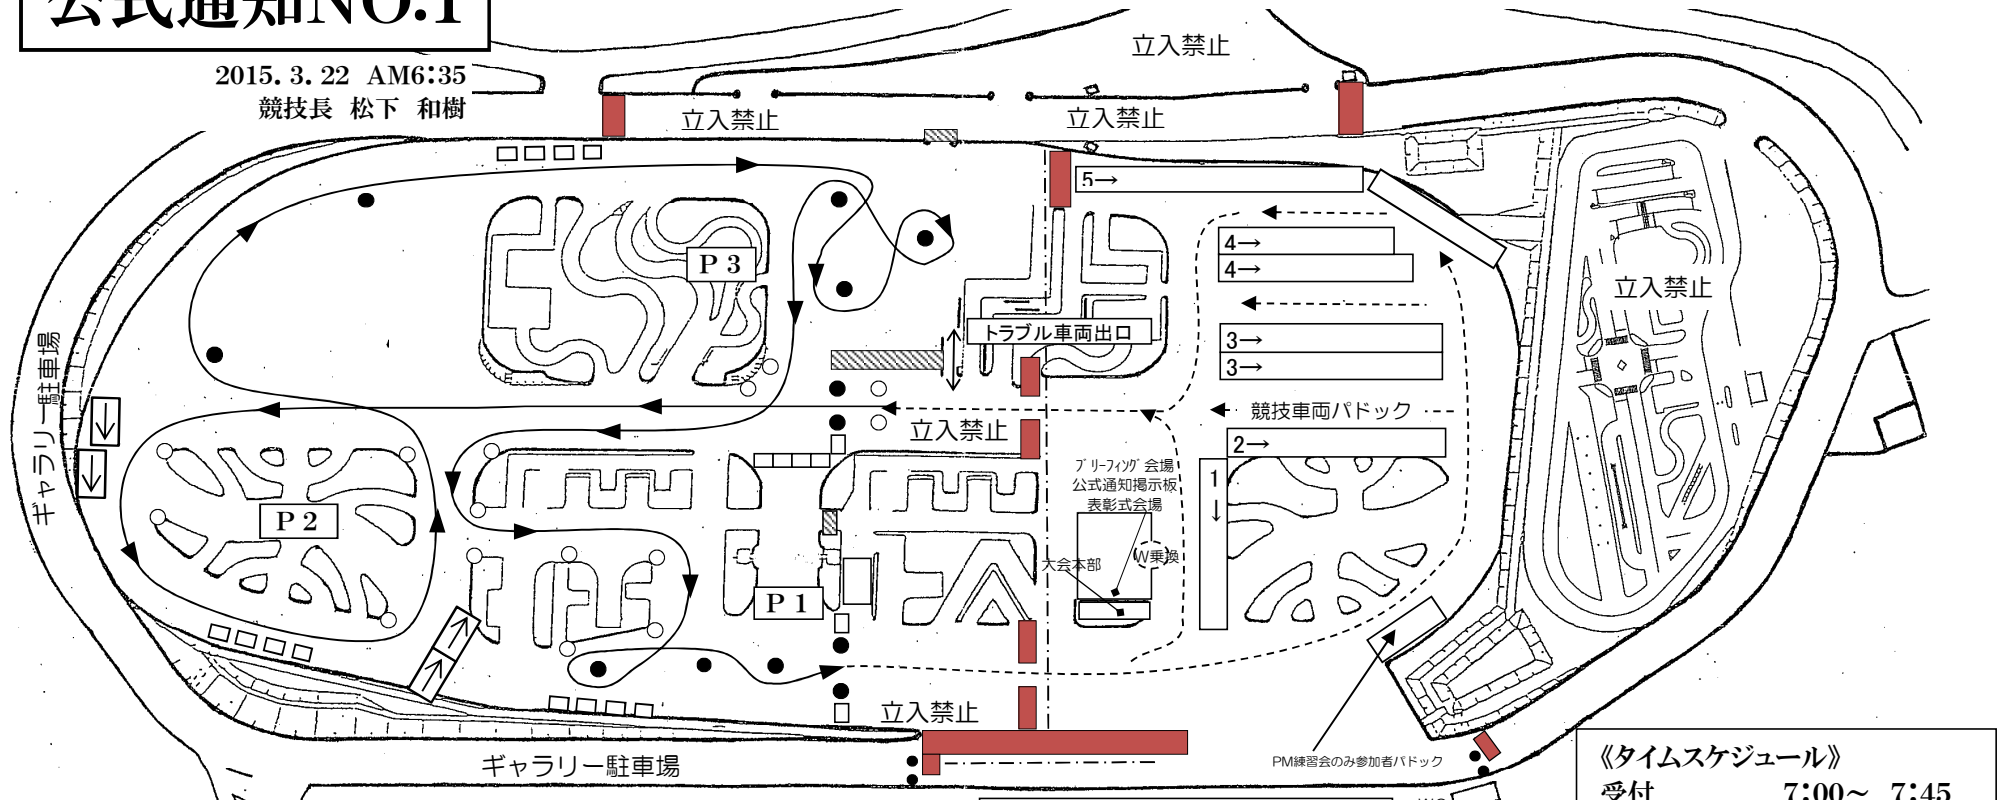 公式通知NO.1
2015. 3. 22 AM6:35
競技長 松下 和樹
立入禁止
立入禁止
立入禁止
5→
4→
4→
P 3
立入禁止
トラブル車両出口
3→
3→
ギャラリー駐車場
競技車両パドック
立入禁止
2→
ブリーフィング会場
公式通知掲示板
表彰式会場
1
↓
P 2
W乗換
大会本部
P 1
立入禁止
ギャラリー駐車場
PM練習会のみ参加者パドック
《タイムスケジュール》
受付 7:00～ 7:45